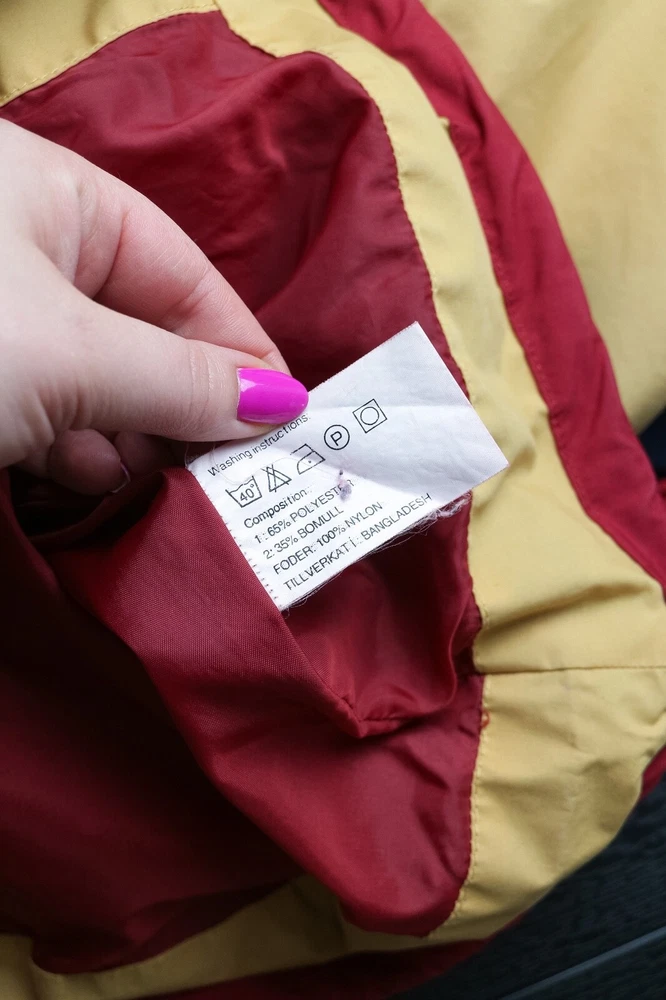 Washing instructions:
40° P
Composition:
1: 65% POLYESTER
2: 35% BOMULL
FODER: 100% NYLON
TILLVERKAT I: BANGLADESH